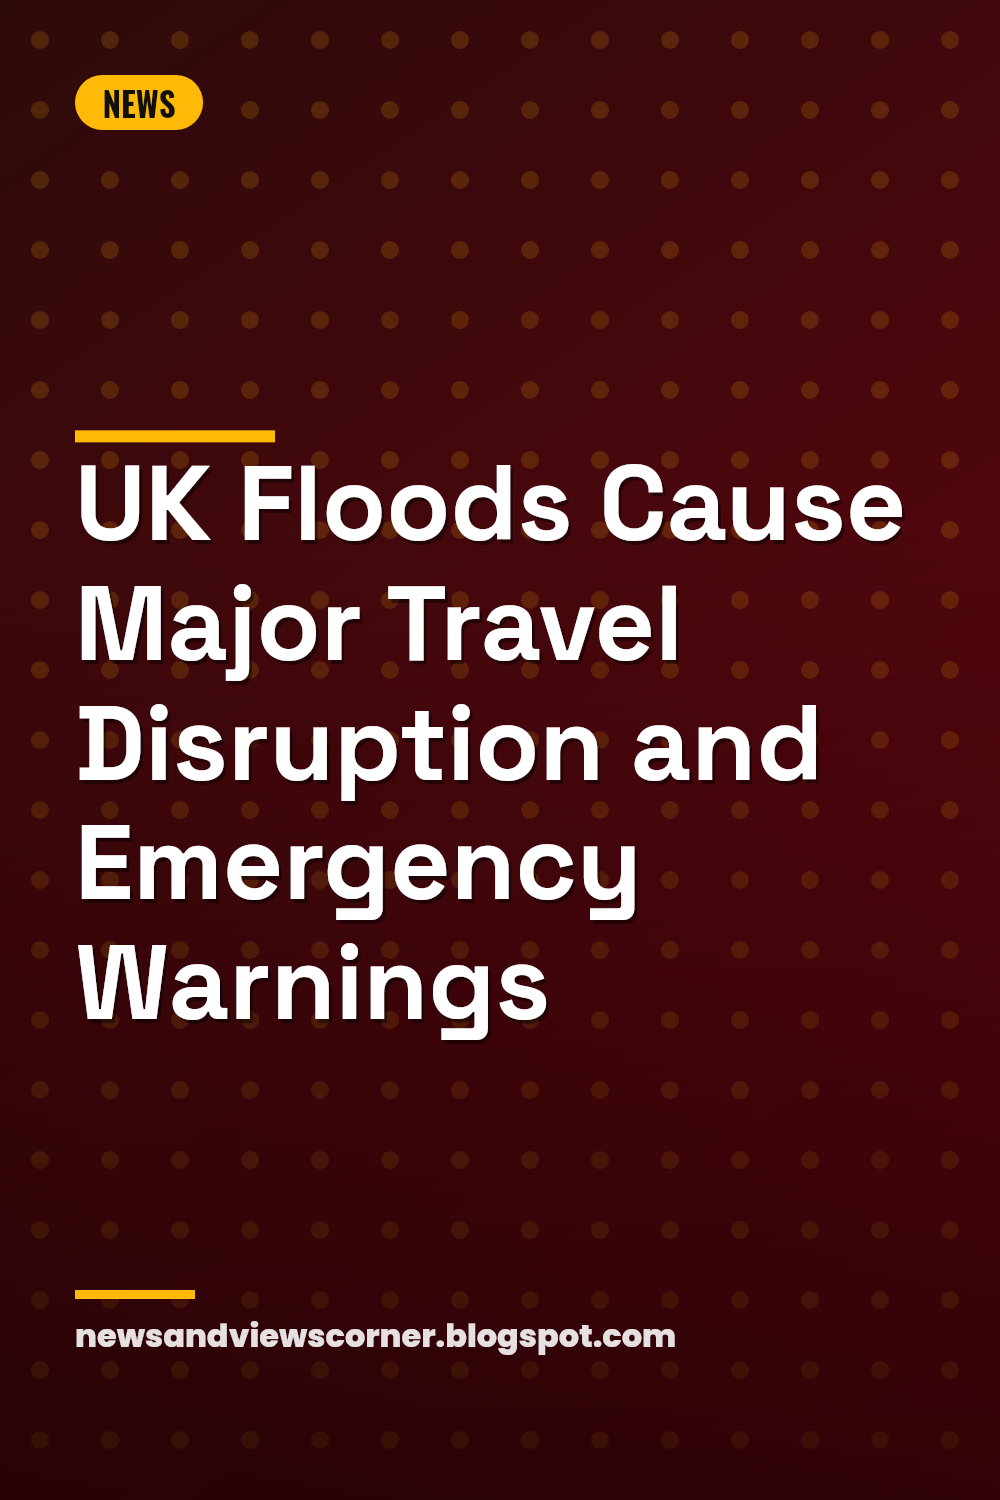 NEWS
UK Floods Cause
Major Travel
Disruption and
Emergency
Warnings
newsandviewscorner.blogspot.com